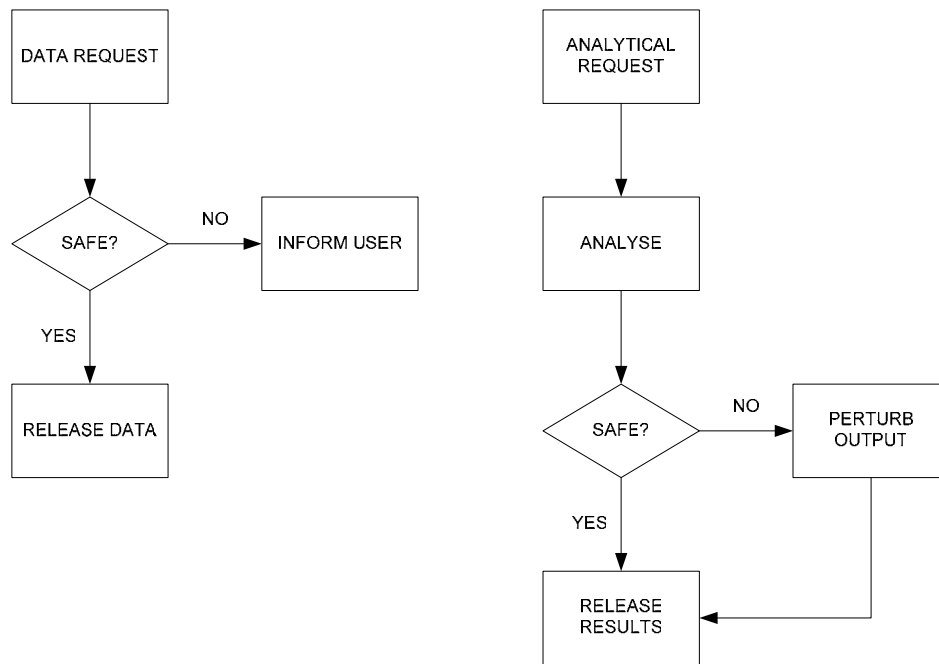 DATA REQUEST
SAFE?
NO
INFORM USER
YES
RELEASE DATA
ANALYTICAL
REQUEST
ANALYSE
SAFE?
NO
PERTURB
OUTPUT
YES
RELEASE
RESULTS